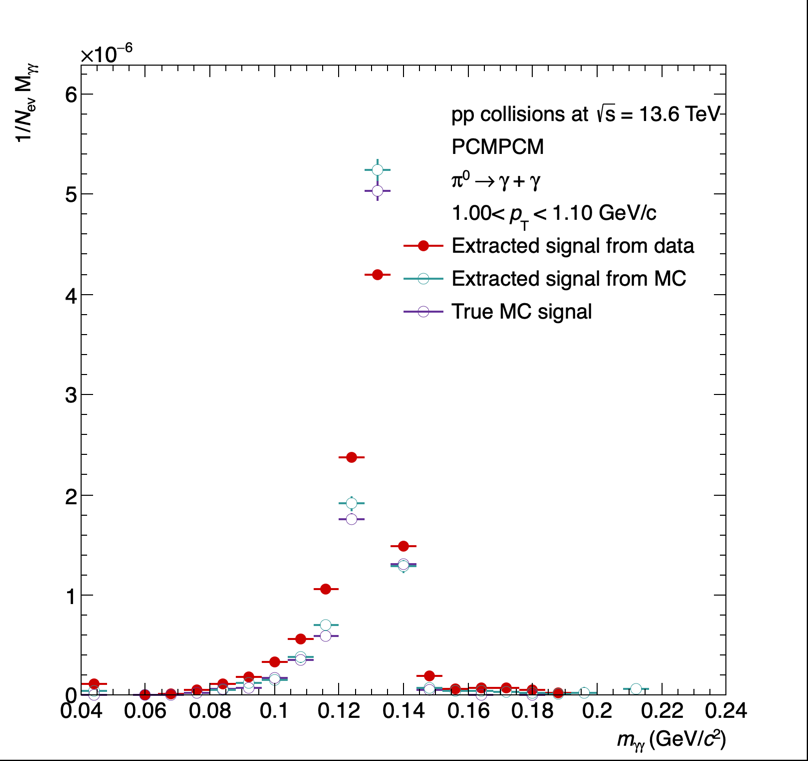 ×10⁻⁶
1/N_ev M_γγ
6
5
4
3
2
1
0
pp collisions at √s = 13.6 TeV
PCMPCM
π⁰ → γ + γ
1.00< p_T < 1.10 GeV/c
Extracted signal from data
Extracted signal from MC
True MC signal
0.04 0.06 0.08 0.1 0.12 0.14 0.16 0.18 0.2 0.22 0.24
m_γγ (GeV/c²)